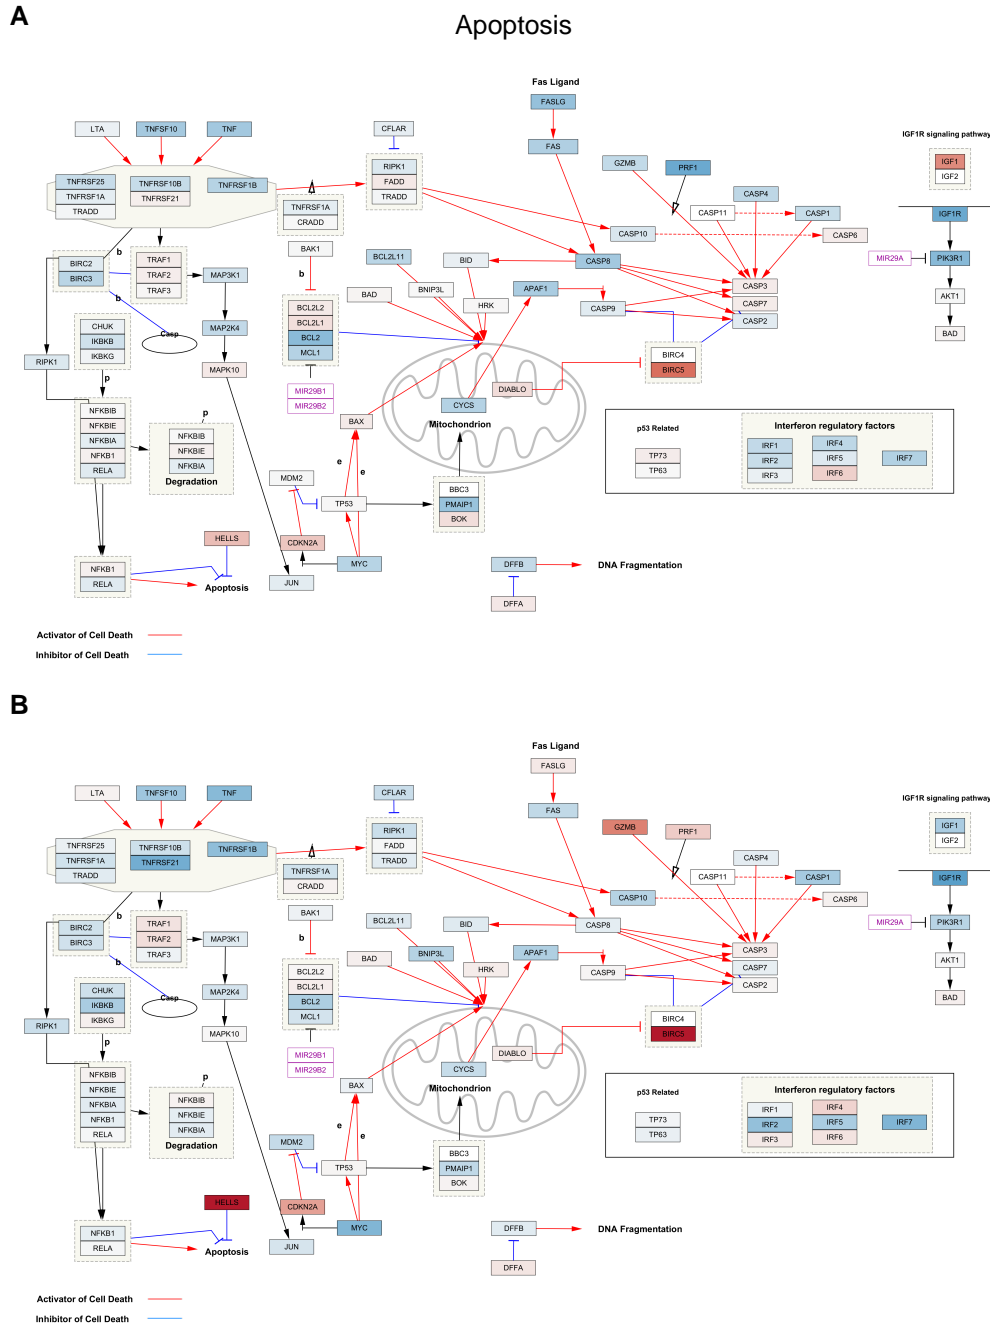 A
Apoptosis
Fas Ligand
FASLG
LTA
TNFSF10
TNF
CFLAR
FAS
IGF1R signaling pathway
IGF1
IGF2
RIPK1
FADD
TRADD
GZMB
PRF1
TNFRSF25
TNFRSF1A
TRADD
TNFRSF10B
TNFRSF21
TNFRSF1B
CASP4
TNFRSF1A
CRADD
CASP11
CASP1
IGF1R
CASP10
CASP6
b
BAK1
BCL2L11
BID
CASP8
MIR29A
PIK3R1
BIRC2
BIRC3
TRAF1
TRAF2
TRAF3
MAP3K1
b
BAD
BNIP3L
APAF1
CASP3
CASP7
CASP2
AKT1
b
HRK
CASP9
BCL2L2
BCL2L1
BCL2
MCL1
CHUK
IKBKB
IKBKG
Casp
MAP2K4
BAD
RIPK1
MAPK10
BIRC4
BIRC5
p
MIR29B1
MIR29B2
DIABLO
CYCS
Mitochondrion
NFKBIB
NFKBIE
NFKBIA
NFKB1
RELA
p
NFKBIB
NFKBIE
NFKBIA
Degradation
BAX
e
e
p53 Related
TP73
TP63
Interferon regulatory factors
IRF1
IRF2
IRF3
IRF4
IRF5
IRF6
IRF7
MDM2
TP53
BBC3
PMAIP1
BOK
HELLS
CDKN2A
MYC
NFKB1
RELA
Apoptosis
JUN
DFFB
DNA Fragmentation
DFFA
Activator of Cell Death
Inhibitor of Cell Death
B
Fas Ligand
FASLG
LTA
TNFSF10
TNF
CFLAR
FAS
IGF1R signaling pathway
IGF1
IGF2
RIPK1
FADD
TRADD
GZMB
PRF1
TNFRSF25
TNFRSF1A
TRADD
TNFRSF10B
TNFRSF21
TNFRSF1B
CASP4
TNFRSF1A
CRADD
CASP11
CASP1
IGF1R
CASP10
CASP6
b
BAK1
BCL2L11
BID
CASP8
MIR29A
PIK3R1
BIRC2
BIRC3
TRAF1
TRAF2
TRAF3
MAP3K1
b
BAD
BNIP3L
APAF1
CASP3
CASP7
CASP2
AKT1
b
HRK
CASP9
BCL2L2
BCL2L1
BCL2
MCL1
CHUK
IKBKB
IKBKG
Casp
MAP2K4
BAD
RIPK1
MAPK10
BIRC4
BIRC5
p
MIR29B1
MIR29B2
DIABLO
CYCS
Mitochondrion
NFKBIB
NFKBIE
NFKBIA
NFKB1
RELA
p
NFKBIB
NFKBIE
NFKBIA
Degradation
BAX
e
e
p53 Related
TP73
TP63
Interferon regulatory factors
IRF1
IRF2
IRF3
IRF4
IRF5
IRF6
IRF7
MDM2
TP53
BBC3
PMAIP1
BOK
HELLS
CDKN2A
MYC
NFKB1
RELA
Apoptosis
JUN
DFFB
DNA Fragmentation
DFFA
Activator of Cell Death
Inhibitor of Cell Death